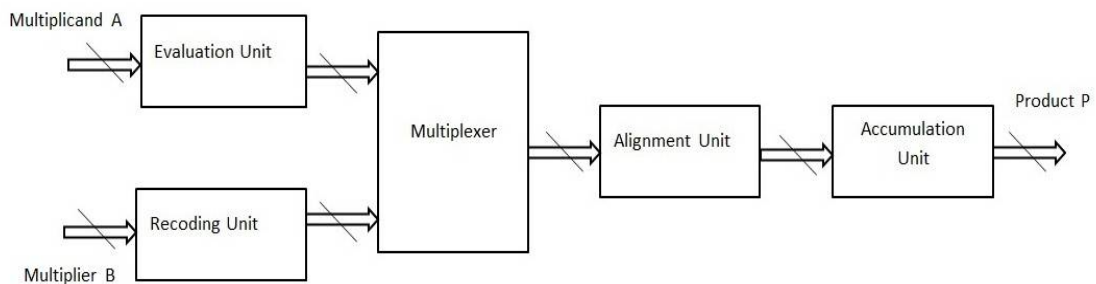 Multiplicand A
Evaluation Unit
Multiplexer
Product P
Alignment Unit
Accumulation
Unit
Recoding Unit
Multiplier B